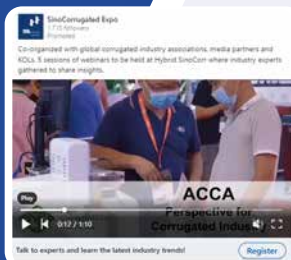 SinoCorrugated Expo
Promoted
Co-organized with global corrugated industry associations, media partners and
KOLs, 5 sessions of webinars to be held at Hybrid SinoCorr where industry experts
gathered to share insights.
Play
ACCA
Perspective for
Corrugated Industry
0:12 / 1:10
Talk to experts and learn the latest industry trends!
Register